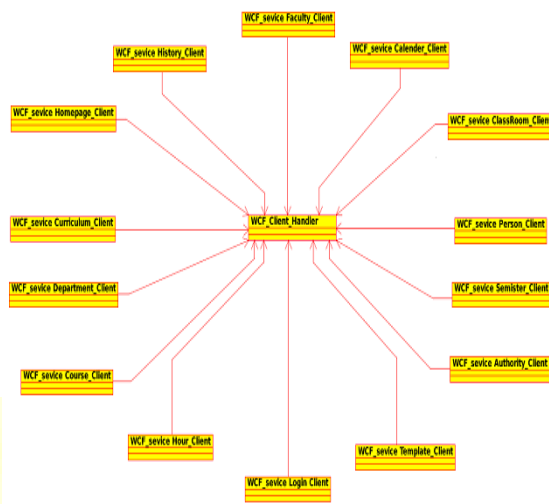 WCF_sevice Faculty_Client
WCF_sevice History_Client
WCF_sevice Calender_Client
WCF_sevice Homepage_Client
WCF_sevice ClassRoom_Client
WCF_Client_Handler
WCF_sevice Curriculum_Client
WCF_sevice Person_Client
WCF_sevice Department_Client
WCF_sevice Semister_Client
WCF_sevice Course_Client
WCF_sevice Authority_Client
WCF_sevice Hour_Client
WCF_sevice Template_Client
WCF_sevice Login Client